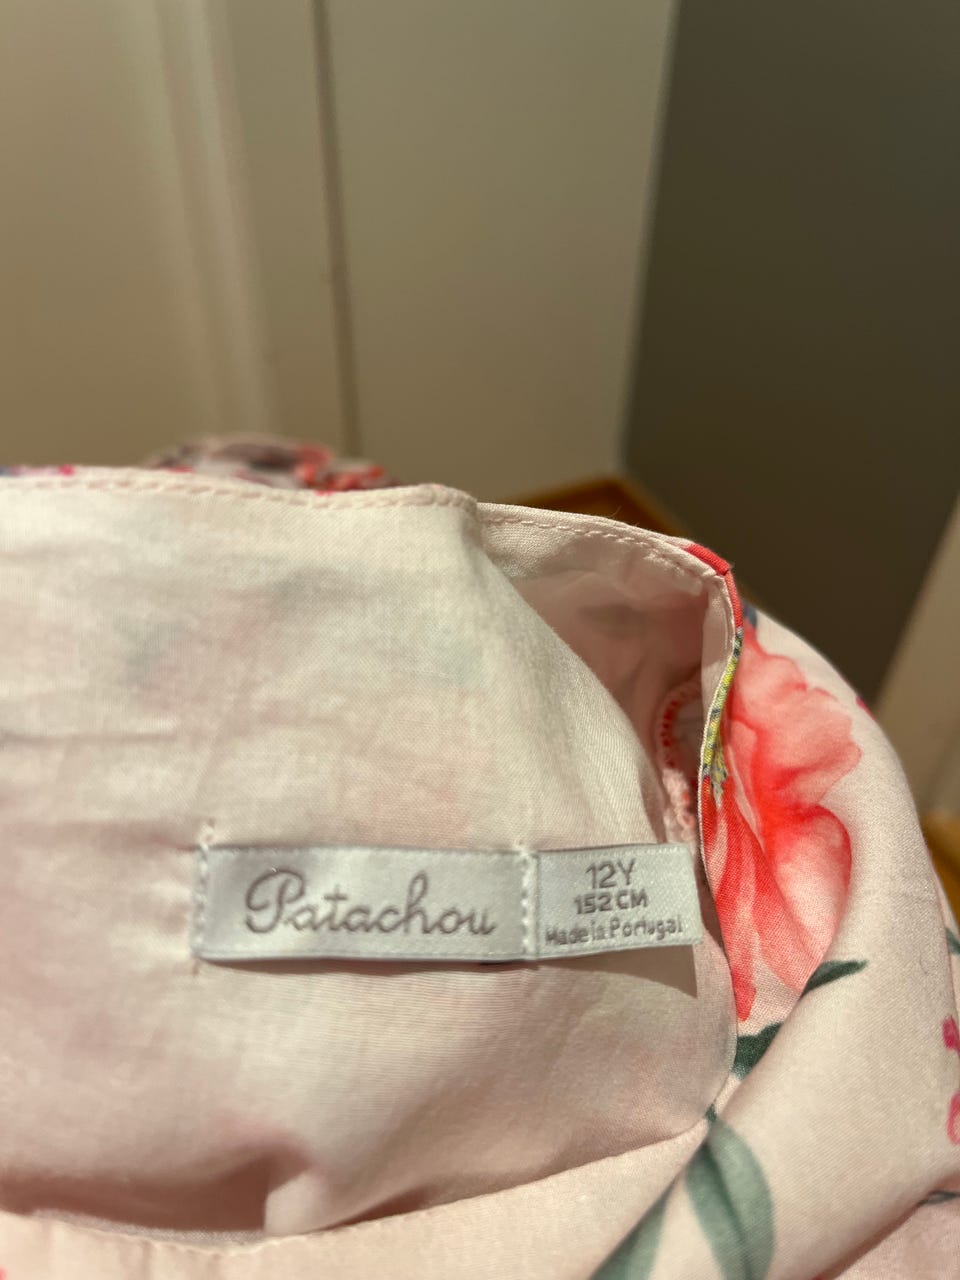 Patachou
12Y
152 CM
Made in Portugal